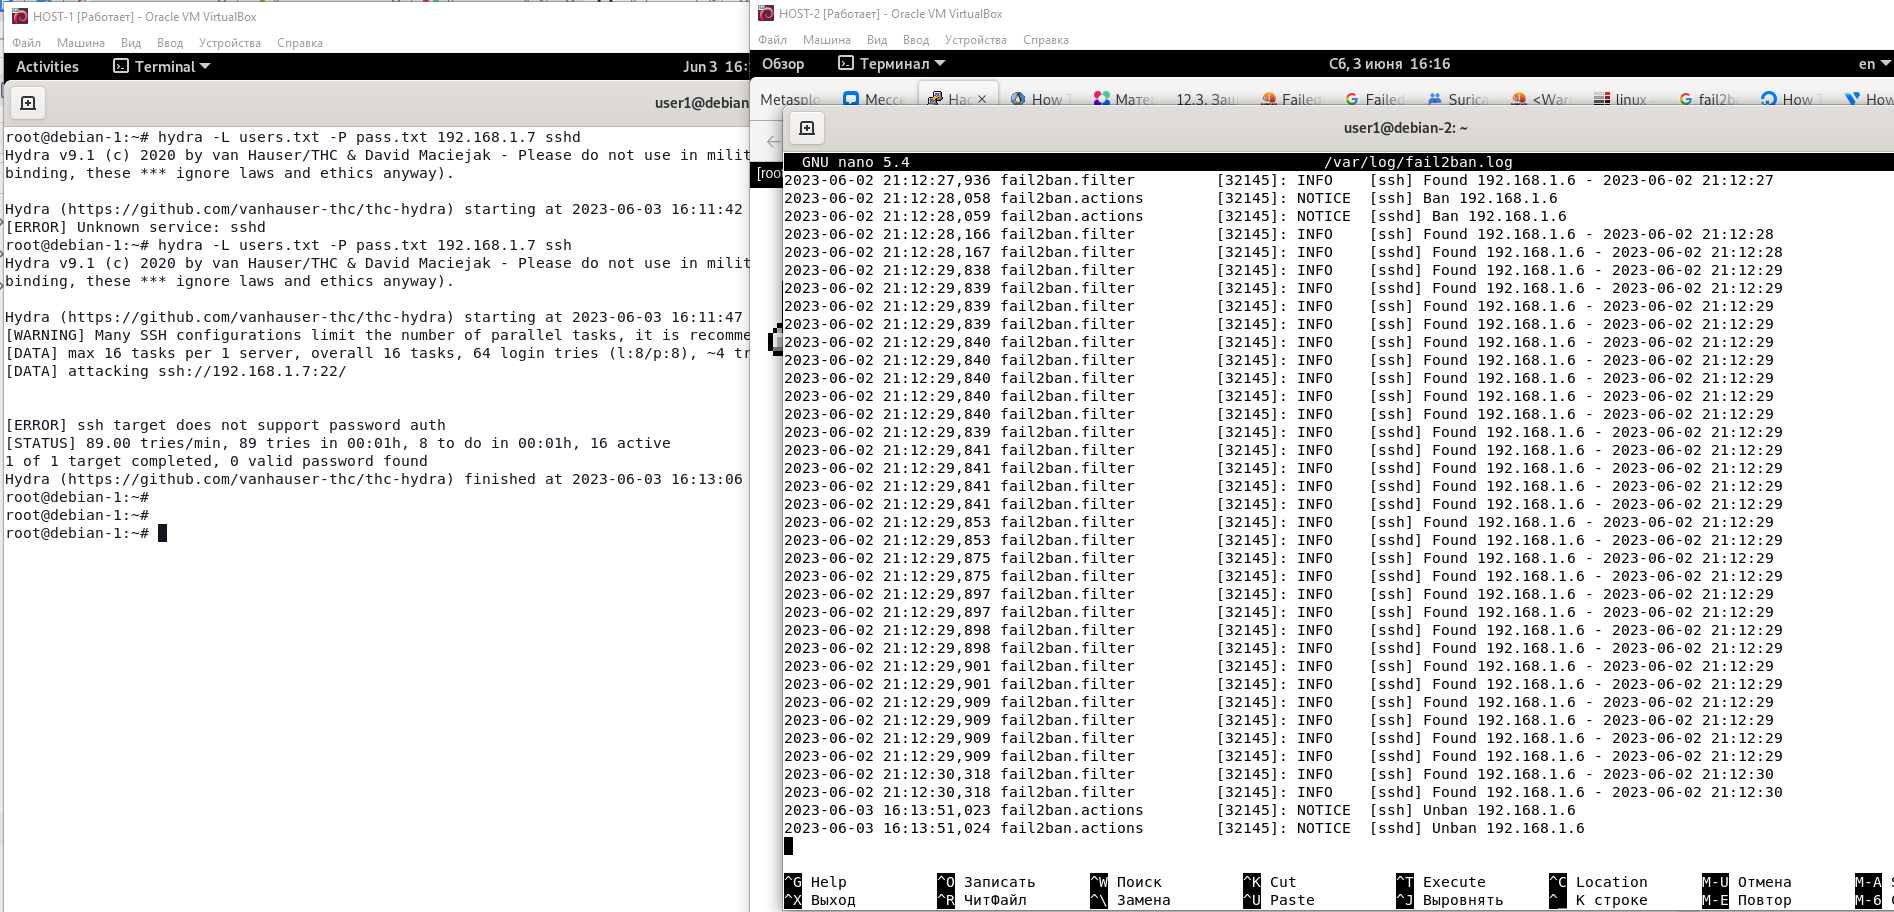 HOST-1 [Работает] - Oracle VM VirtualBox
Файл Машина Вид Ввод Устройства Справка
Activities Terminal Jun 3 16:
user1@debian
root@debian-1:~# hydra -L users.txt -P pass.txt 192.168.1.7 sshd
Hydra v9.1 (c) 2020 by van Hauser/THC & David Maciejak - Please do not use in milit
binding, these *** ignore laws and ethics anyway).
Hydra (https://github.com/vanhauser-thc/thc-hydra) starting at 2023-06-03 16:11:42
[ERROR] Unknown service: sshd
root@debian-1:~# hydra -L users.txt -P pass.txt 192.168.1.7 ssh
Hydra v9.1 (c) 2020 by van Hauser/THC & David Maciejak - Please do not use in milit
binding, these *** ignore laws and ethics anyway).
Hydra (https://github.com/vanhauser-thc/thc-hydra) starting at 2023-06-03 16:11:47
[WARNING] Many SSH configurations limit the number of parallel tasks, it is recomme
[DATA] max 16 tasks per 1 server, overall 16 tasks, 64 login tries (l:8/p:8), ~4 tr
[DATA] attacking ssh://192.168.1.7:22/
[ERROR] ssh target does not support password auth
[STATUS] 89.00 tries/min, 89 tries in 00:01h, 8 to do in 00:01h, 16 active
1 of 1 target completed, 0 valid password found
Hydra (https://github.com/vanhauser-thc/thc-hydra) finished at 2023-06-03 16:13:06
root@debian-1:~#
root@debian-1:~#
root@debian-1:~#
HOST-2 [Работает] - Oracle VM VirtualBox
Файл Машина Вид Ввод Устройства Справка
Обзор Терминал Сб, 3 июня 16:16 en
Metasplo Мессе Нас × How T Мате 12.3. Защ Failed Failed Surica <War linux - fail2b How T How
[root
user1@debian-2: ~
GNU nano 5.4 /var/log/fail2ban.log
2023-06-02 21:12:27,936 fail2ban.filter [32145]: INFO [ssh] Found 192.168.1.6 - 2023-06-02 21:12:27
2023-06-02 21:12:28,058 fail2ban.actions [32145]: NOTICE [ssh] Ban 192.168.1.6
2023-06-02 21:12:28,059 fail2ban.actions [32145]: NOTICE [sshd] Ban 192.168.1.6
2023-06-02 21:12:28,166 fail2ban.filter [32145]: INFO [ssh] Found 192.168.1.6 - 2023-06-02 21:12:28
2023-06-02 21:12:28,167 fail2ban.filter [32145]: INFO [sshd] Found 192.168.1.6 - 2023-06-02 21:12:28
2023-06-02 21:12:29,838 fail2ban.filter [32145]: INFO [ssh] Found 192.168.1.6 - 2023-06-02 21:12:29
2023-06-02 21:12:29,839 fail2ban.filter [32145]: INFO [sshd] Found 192.168.1.6 - 2023-06-02 21:12:29
2023-06-02 21:12:29,839 fail2ban.filter [32145]: INFO [ssh] Found 192.168.1.6 - 2023-06-02 21:12:29
2023-06-02 21:12:29,839 fail2ban.filter [32145]: INFO [ssh] Found 192.168.1.6 - 2023-06-02 21:12:29
2023-06-02 21:12:29,840 fail2ban.filter [32145]: INFO [ssh] Found 192.168.1.6 - 2023-06-02 21:12:29
2023-06-02 21:12:29,840 fail2ban.filter [32145]: INFO [ssh] Found 192.168.1.6 - 2023-06-02 21:12:29
2023-06-02 21:12:29,840 fail2ban.filter [32145]: INFO [ssh] Found 192.168.1.6 - 2023-06-02 21:12:29
2023-06-02 21:12:29,840 fail2ban.filter [32145]: INFO [ssh] Found 192.168.1.6 - 2023-06-02 21:12:29
2023-06-02 21:12:29,840 fail2ban.filter [32145]: INFO [ssh] Found 192.168.1.6 - 2023-06-02 21:12:29
2023-06-02 21:12:29,839 fail2ban.filter [32145]: INFO [sshd] Found 192.168.1.6 - 2023-06-02 21:12:29
2023-06-02 21:12:29,841 fail2ban.filter [32145]: INFO [sshd] Found 192.168.1.6 - 2023-06-02 21:12:29
2023-06-02 21:12:29,841 fail2ban.filter [32145]: INFO [sshd] Found 192.168.1.6 - 2023-06-02 21:12:29
2023-06-02 21:12:29,841 fail2ban.filter [32145]: INFO [sshd] Found 192.168.1.6 - 2023-06-02 21:12:29
2023-06-02 21:12:29,841 fail2ban.filter [32145]: INFO [sshd] Found 192.168.1.6 - 2023-06-02 21:12:29
2023-06-02 21:12:29,853 fail2ban.filter [32145]: INFO [ssh] Found 192.168.1.6 - 2023-06-02 21:12:29
2023-06-02 21:12:29,853 fail2ban.filter [32145]: INFO [sshd] Found 192.168.1.6 - 2023-06-02 21:12:29
2023-06-02 21:12:29,875 fail2ban.filter [32145]: INFO [ssh] Found 192.168.1.6 - 2023-06-02 21:12:29
2023-06-02 21:12:29,875 fail2ban.filter [32145]: INFO [sshd] Found 192.168.1.6 - 2023-06-02 21:12:29
2023-06-02 21:12:29,897 fail2ban.filter [32145]: INFO [ssh] Found 192.168.1.6 - 2023-06-02 21:12:29
2023-06-02 21:12:29,897 fail2ban.filter [32145]: INFO [ssh] Found 192.168.1.6 - 2023-06-02 21:12:29
2023-06-02 21:12:29,898 fail2ban.filter [32145]: INFO [sshd] Found 192.168.1.6 - 2023-06-02 21:12:29
2023-06-02 21:12:29,898 fail2ban.filter [32145]: INFO [sshd] Found 192.168.1.6 - 2023-06-02 21:12:29
2023-06-02 21:12:29,901 fail2ban.filter [32145]: INFO [ssh] Found 192.168.1.6 - 2023-06-02 21:12:29
2023-06-02 21:12:29,901 fail2ban.filter [32145]: INFO [sshd] Found 192.168.1.6 - 2023-06-02 21:12:29
2023-06-02 21:12:29,909 fail2ban.filter [32145]: INFO [ssh] Found 192.168.1.6 - 2023-06-02 21:12:29
2023-06-02 21:12:29,909 fail2ban.filter [32145]: INFO [ssh] Found 192.168.1.6 - 2023-06-02 21:12:29
2023-06-02 21:12:29,909 fail2ban.filter [32145]: INFO [sshd] Found 192.168.1.6 - 2023-06-02 21:12:29
2023-06-02 21:12:29,909 fail2ban.filter [32145]: INFO [sshd] Found 192.168.1.6 - 2023-06-02 21:12:29
2023-06-02 21:12:30,318 fail2ban.filter [32145]: INFO [ssh] Found 192.168.1.6 - 2023-06-02 21:12:30
2023-06-02 21:12:30,318 fail2ban.filter [32145]: INFO [sshd] Found 192.168.1.6 - 2023-06-02 21:12:30
2023-06-03 16:13:51,023 fail2ban.actions [32145]: NOTICE [ssh] Unban 192.168.1.6
2023-06-03 16:13:51,024 fail2ban.actions [32145]: NOTICE [sshd] Unban 192.168.1.6
^G Help ^O Записать ^W Поиск ^K Cut ^T Execute ^C Location M-U Отмена M-A
^X Выход ^R ЧитФайл ^\ Замена ^U Paste ^J Выровнять ^_ К строке M-E Повтор M-6